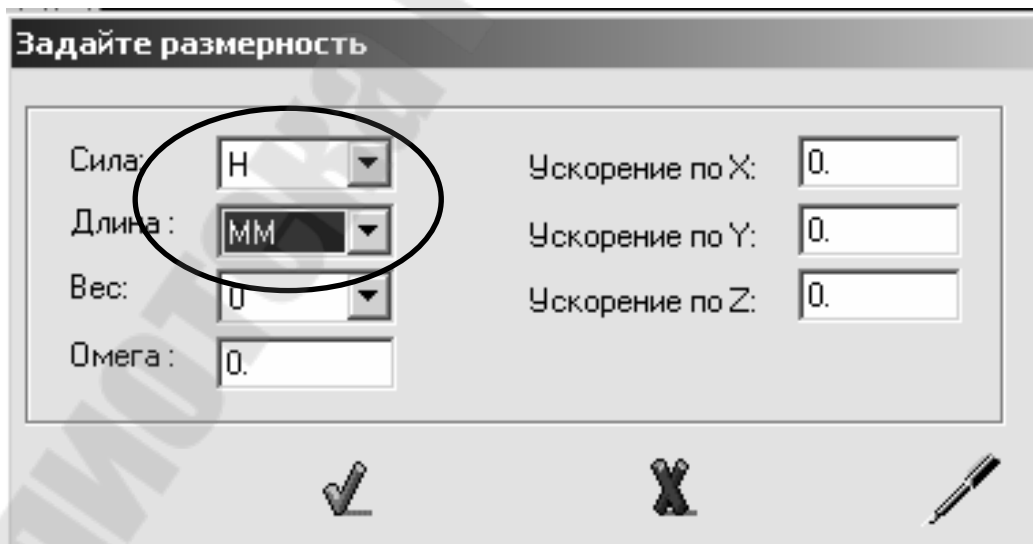 Задайте размерность
Сила: Н
Длина : ММ
Вес: 0
Омега : 0.
Ускорение по X: 0.
Ускорение по Y: 0.
Ускорение по Z: 0.